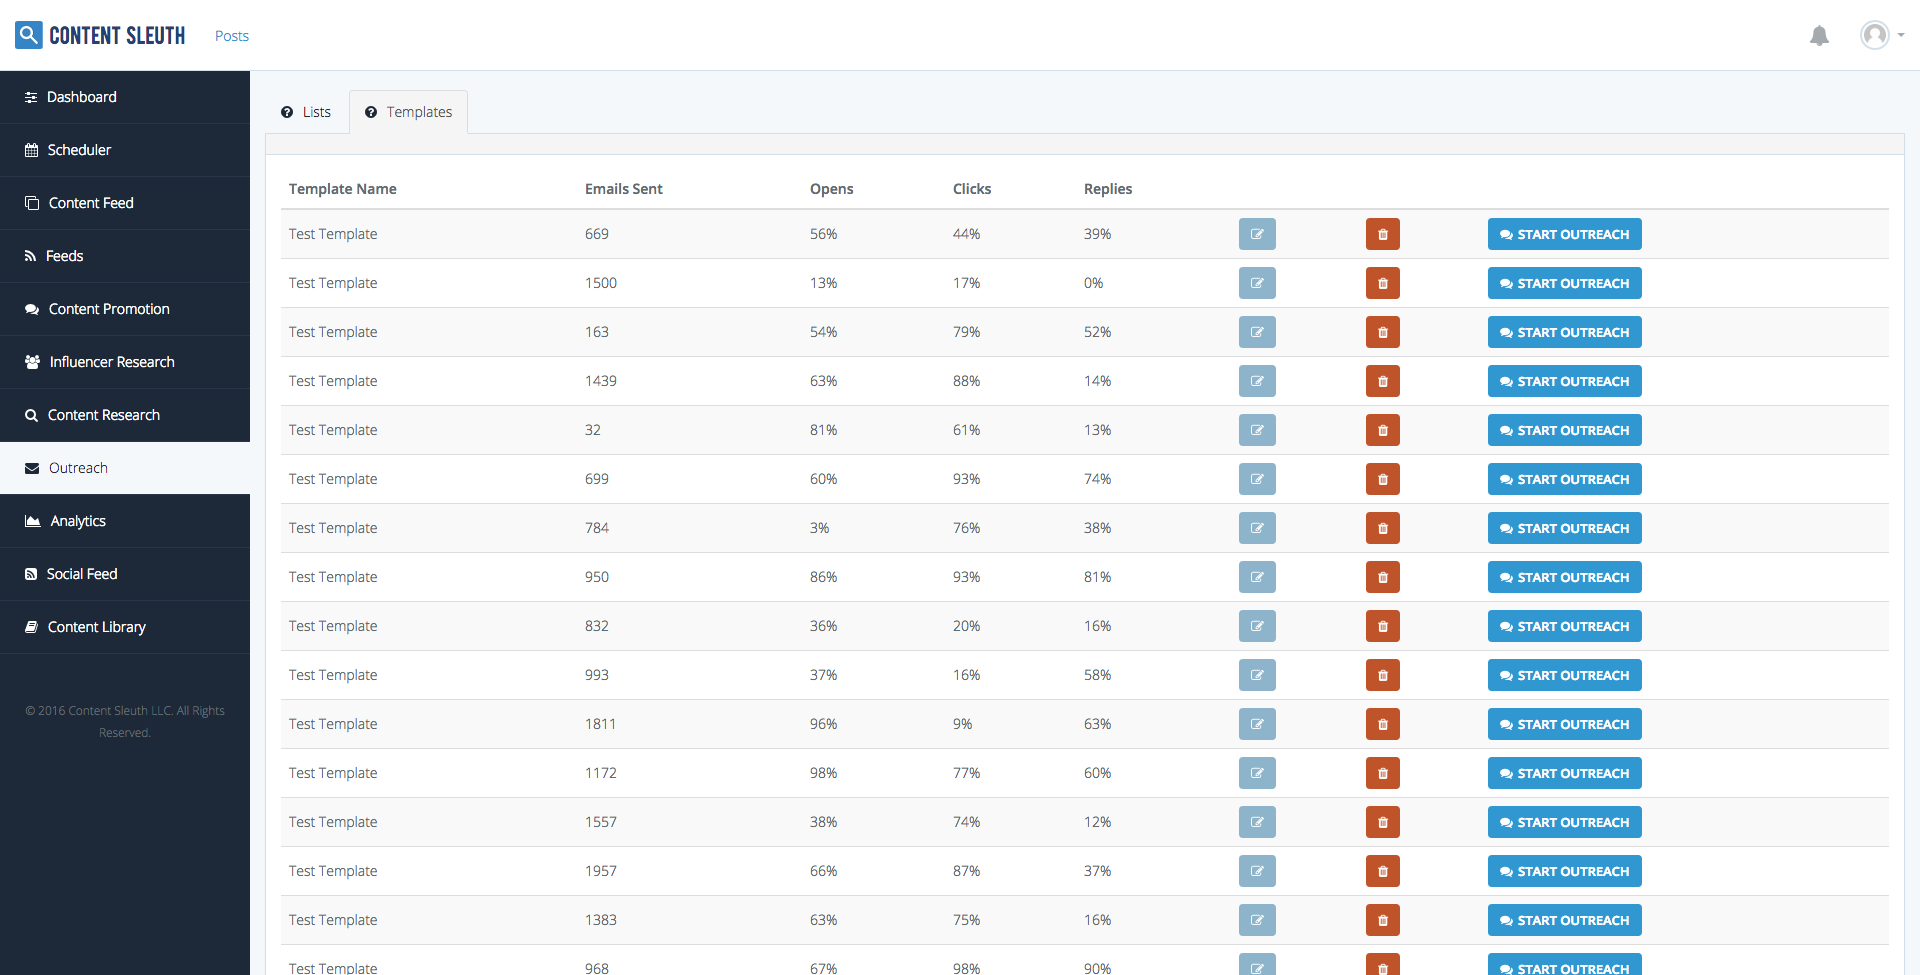 CONTENT SLEUTH Posts
Dashboard
Scheduler
Content Feed
Feeds
Content Promotion
Influencer Research
Content Research
Outreach
Analytics
Social Feed
Content Library
© 2016 Content Sleuth LLC. All Rights
Reserved.
Lists Templates
Template Name Emails Sent Opens Clicks Replies
Test Template 669 56% 44% 39% START OUTREACH
Test Template 1500 13% 17% 0% START OUTREACH
Test Template 163 54% 79% 52% START OUTREACH
Test Template 1439 63% 88% 14% START OUTREACH
Test Template 32 81% 61% 13% START OUTREACH
Test Template 699 60% 93% 74% START OUTREACH
Test Template 784 3% 76% 38% START OUTREACH
Test Template 950 86% 93% 81% START OUTREACH
Test Template 832 36% 20% 16% START OUTREACH
Test Template 993 37% 16% 58% START OUTREACH
Test Template 1811 96% 9% 63% START OUTREACH
Test Template 1172 98% 77% 60% START OUTREACH
Test Template 1557 38% 74% 12% START OUTREACH
Test Template 1957 66% 87% 37% START OUTREACH
Test Template 1383 63% 75% 16% START OUTREACH
Test Template 968 67% 98% 90% START OUTREACH